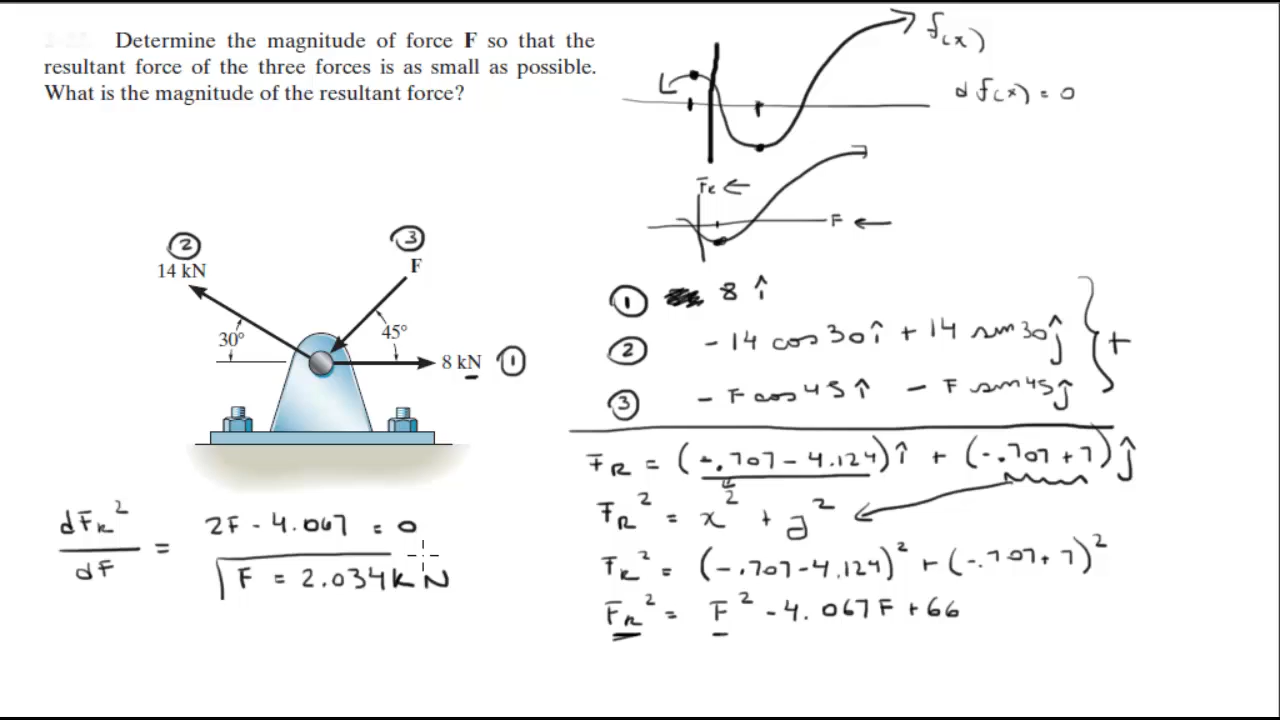 Determine the magnitude of force F so that the
resultant force of the three forces is as small as possible.
What is the magnitude of the resultant force?
f(x)
d f(x) = 0
FR ←
F ←
② ③
14 kN F
30° 45°
8 kN ①
① 8 î
② - 14 cos 30 î + 14 sin 30 ĵ
③ - F cos 45 î - F sin 45 ĵ
} +
FR = (-.707 - 4.124) î + (-.707 + 7) ĵ
FR² = x² + y²
FR² = (-.707 - 4.124)² + (-.707 + 7)²
FR² = F² - 4.067F + 66
dFR²/dF = 2F - 4.067 = 0
F = 2.034 kN